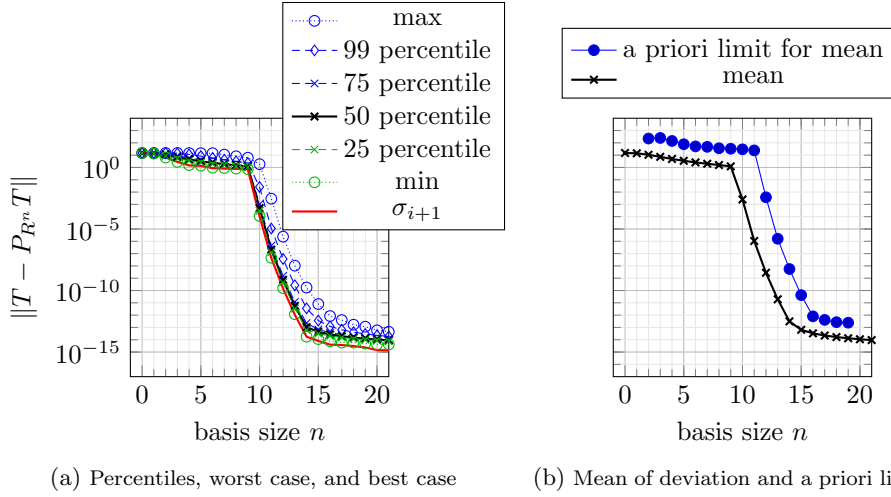 max
99 percentile
75 percentile
50 percentile
25 percentile
min
σ_{i+1}
a priori limit for mean
mean
10^0
10^{−5}
10^{−10}
10^{−15}
‖T − P_{R^n} T‖
0 5 10 15 20
basis size n
0 5 10 15 20
basis size n
(a) Percentiles, worst case, and best case
(b) Mean of deviation and a priori li